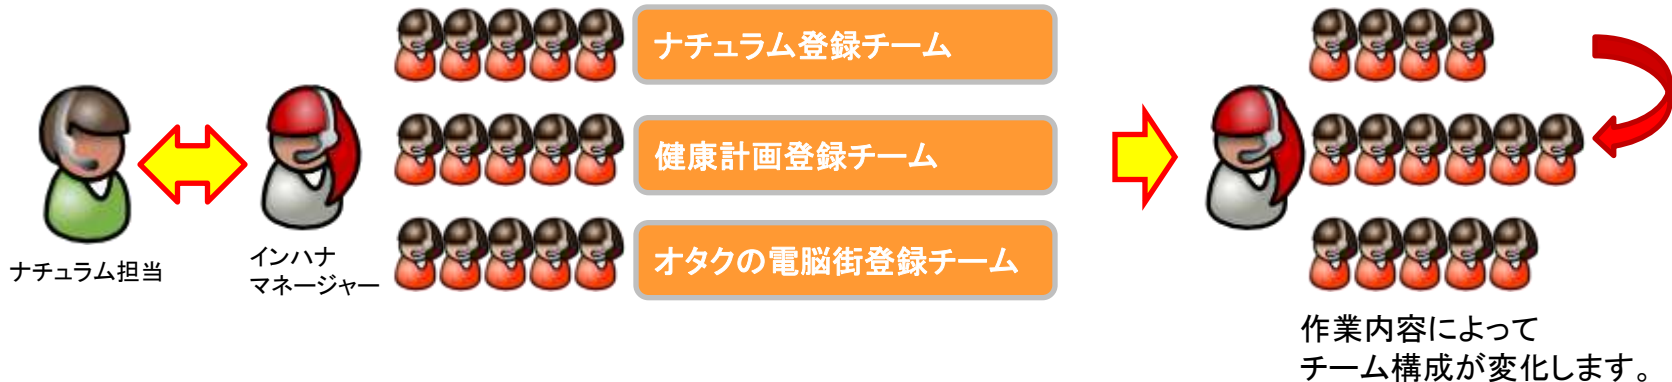 ナチュラム登録チーム
健康計画登録チーム
オタクの電脳街登録チーム
ナチュラム担当
インハナ
マネージャー
作業内容によって
チーム構成が変化します。